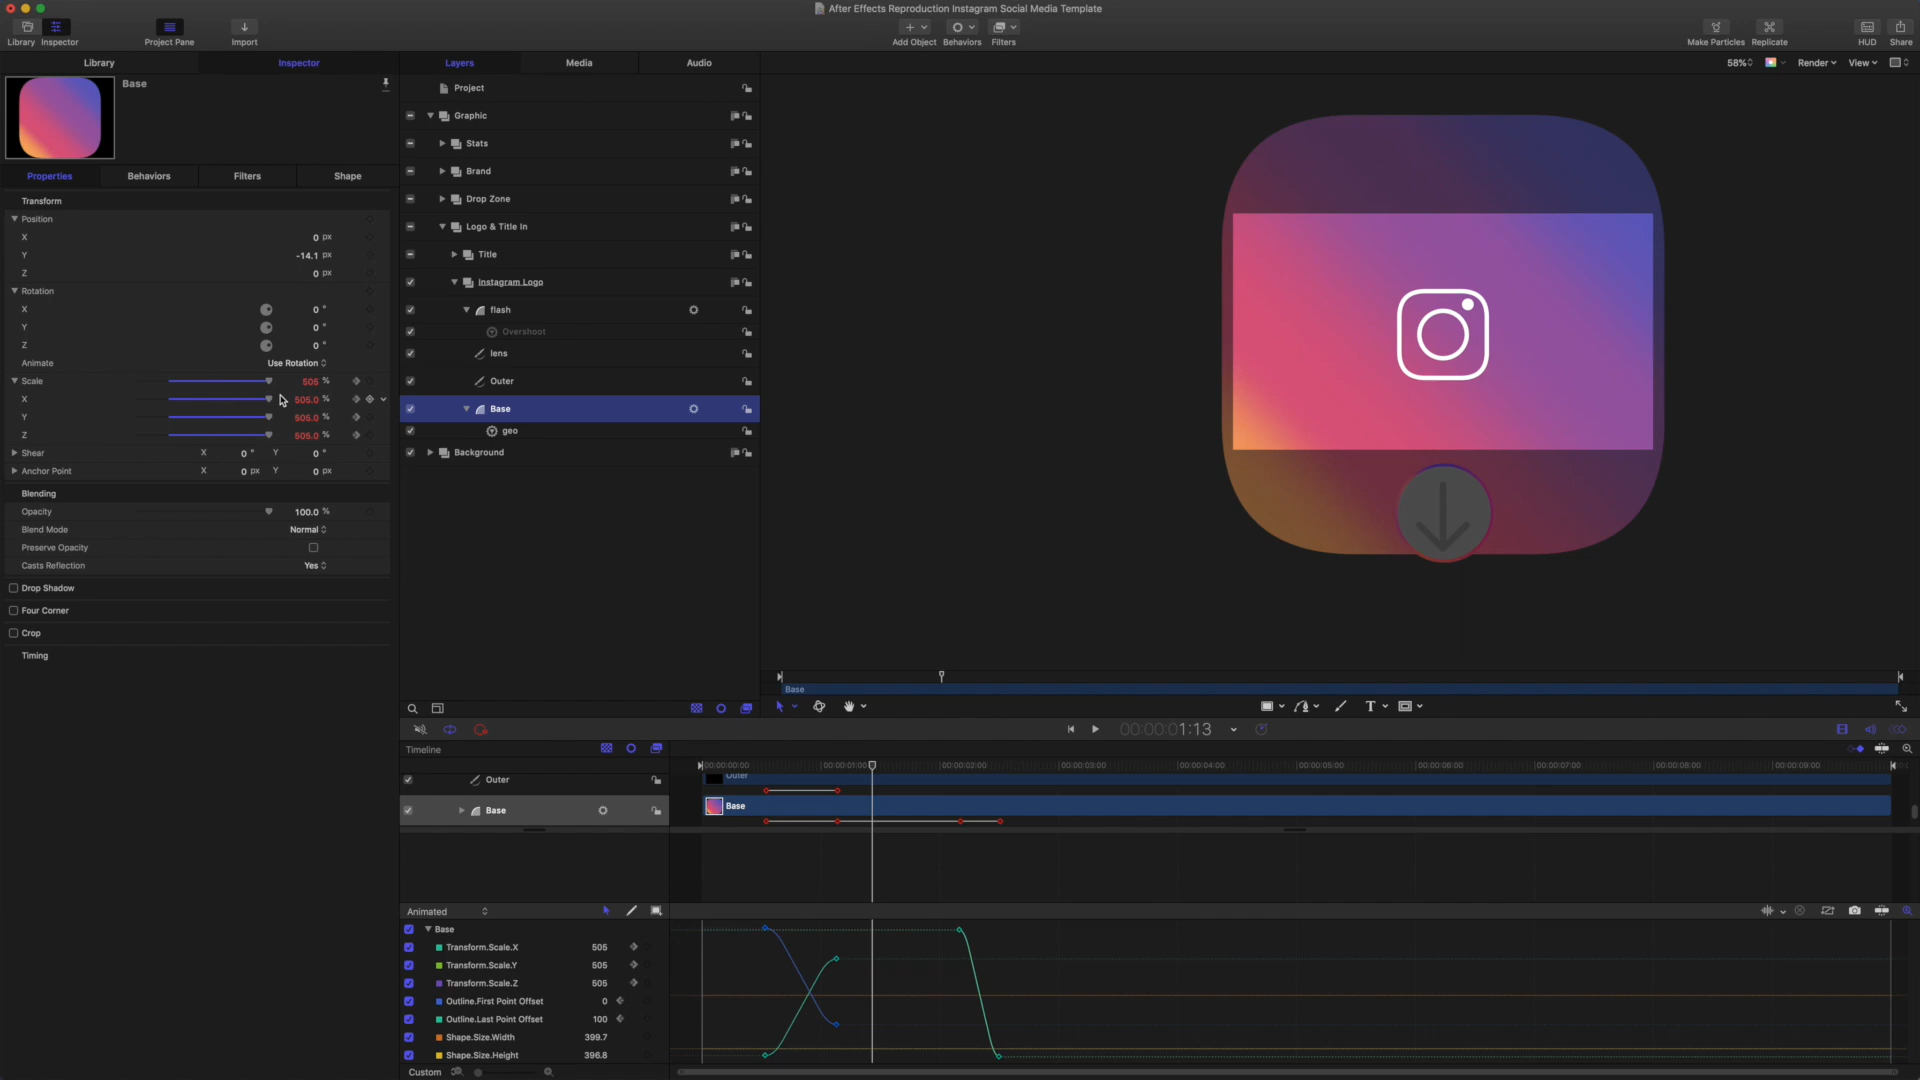 After Effects Reproduction Instagram Social Media Template
Library
Inspector
Project Pane
Import
Add Object
Behaviors
Filters
Make Particles
Replicate
HUD
Share
Library
Inspector
Layers
Media
Audio
58%
Render
View
Base
Properties
Behaviors
Filters
Shape
Transform
Position
X 0 px
Y -14.1 px
Z 0 px
Rotation
X 0 °
Y 0 °
Z 0 °
Animate Use Rotation
Scale 505 %
X 505.0 %
Y 505.0 %
Z 505.0 %
Shear X 0 ° Y 0 °
Anchor Point X 0 px Y 0 px
Blending
Opacity 100.0 %
Blend Mode Normal
Preserve Opacity
Casts Reflection Yes
Drop Shadow
Four Corner
Crop
Timing
Project
Graphic
Stats
Brand
Drop Zone
Logo & Title In
Title
Instagram Logo
flash
Overshoot
lens
Outer
Base
geo
Background
Base
00:00:01:13
Timeline
00:00:00:00 00:00:01:00 00:00:02:00 00:00:03:00 00:00:04:00 00:00:05:00 00:00:06:00 00:00:07:00 00:00:08:00 00:00:09:00
Outer
Outer
Base
Base
Animated
Base
Transform.Scale.X 505
Transform.Scale.Y 505
Transform.Scale.Z 505
Outline.First Point Offset 0
Outline.Last Point Offset 100
Shape.Size.Width 399.7
Shape.Size.Height 396.8
Custom